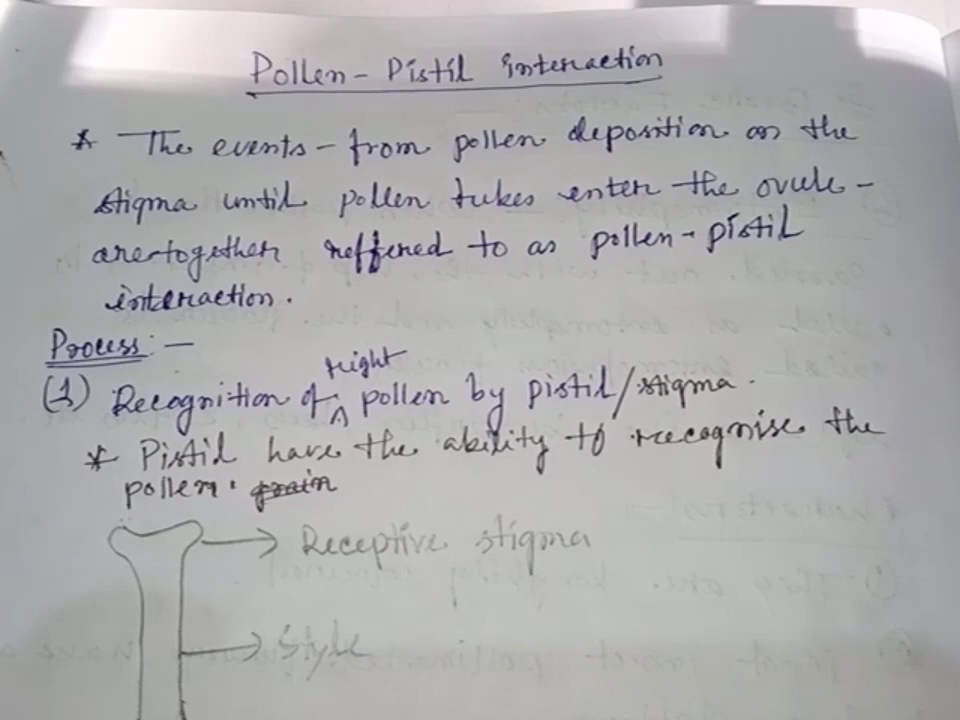 Pollen - Pistil interaction
* The events - from pollen deposition on the
stigma until pollen tubes enter the ovule -
are together reffered to as pollen - pistil
interaction.
Process: -
(1) Recognition of right pollen by pistil/stigma.
* Pistil have the ability to recognise the
pollen. grain
→ Receptive stigma
→ Style